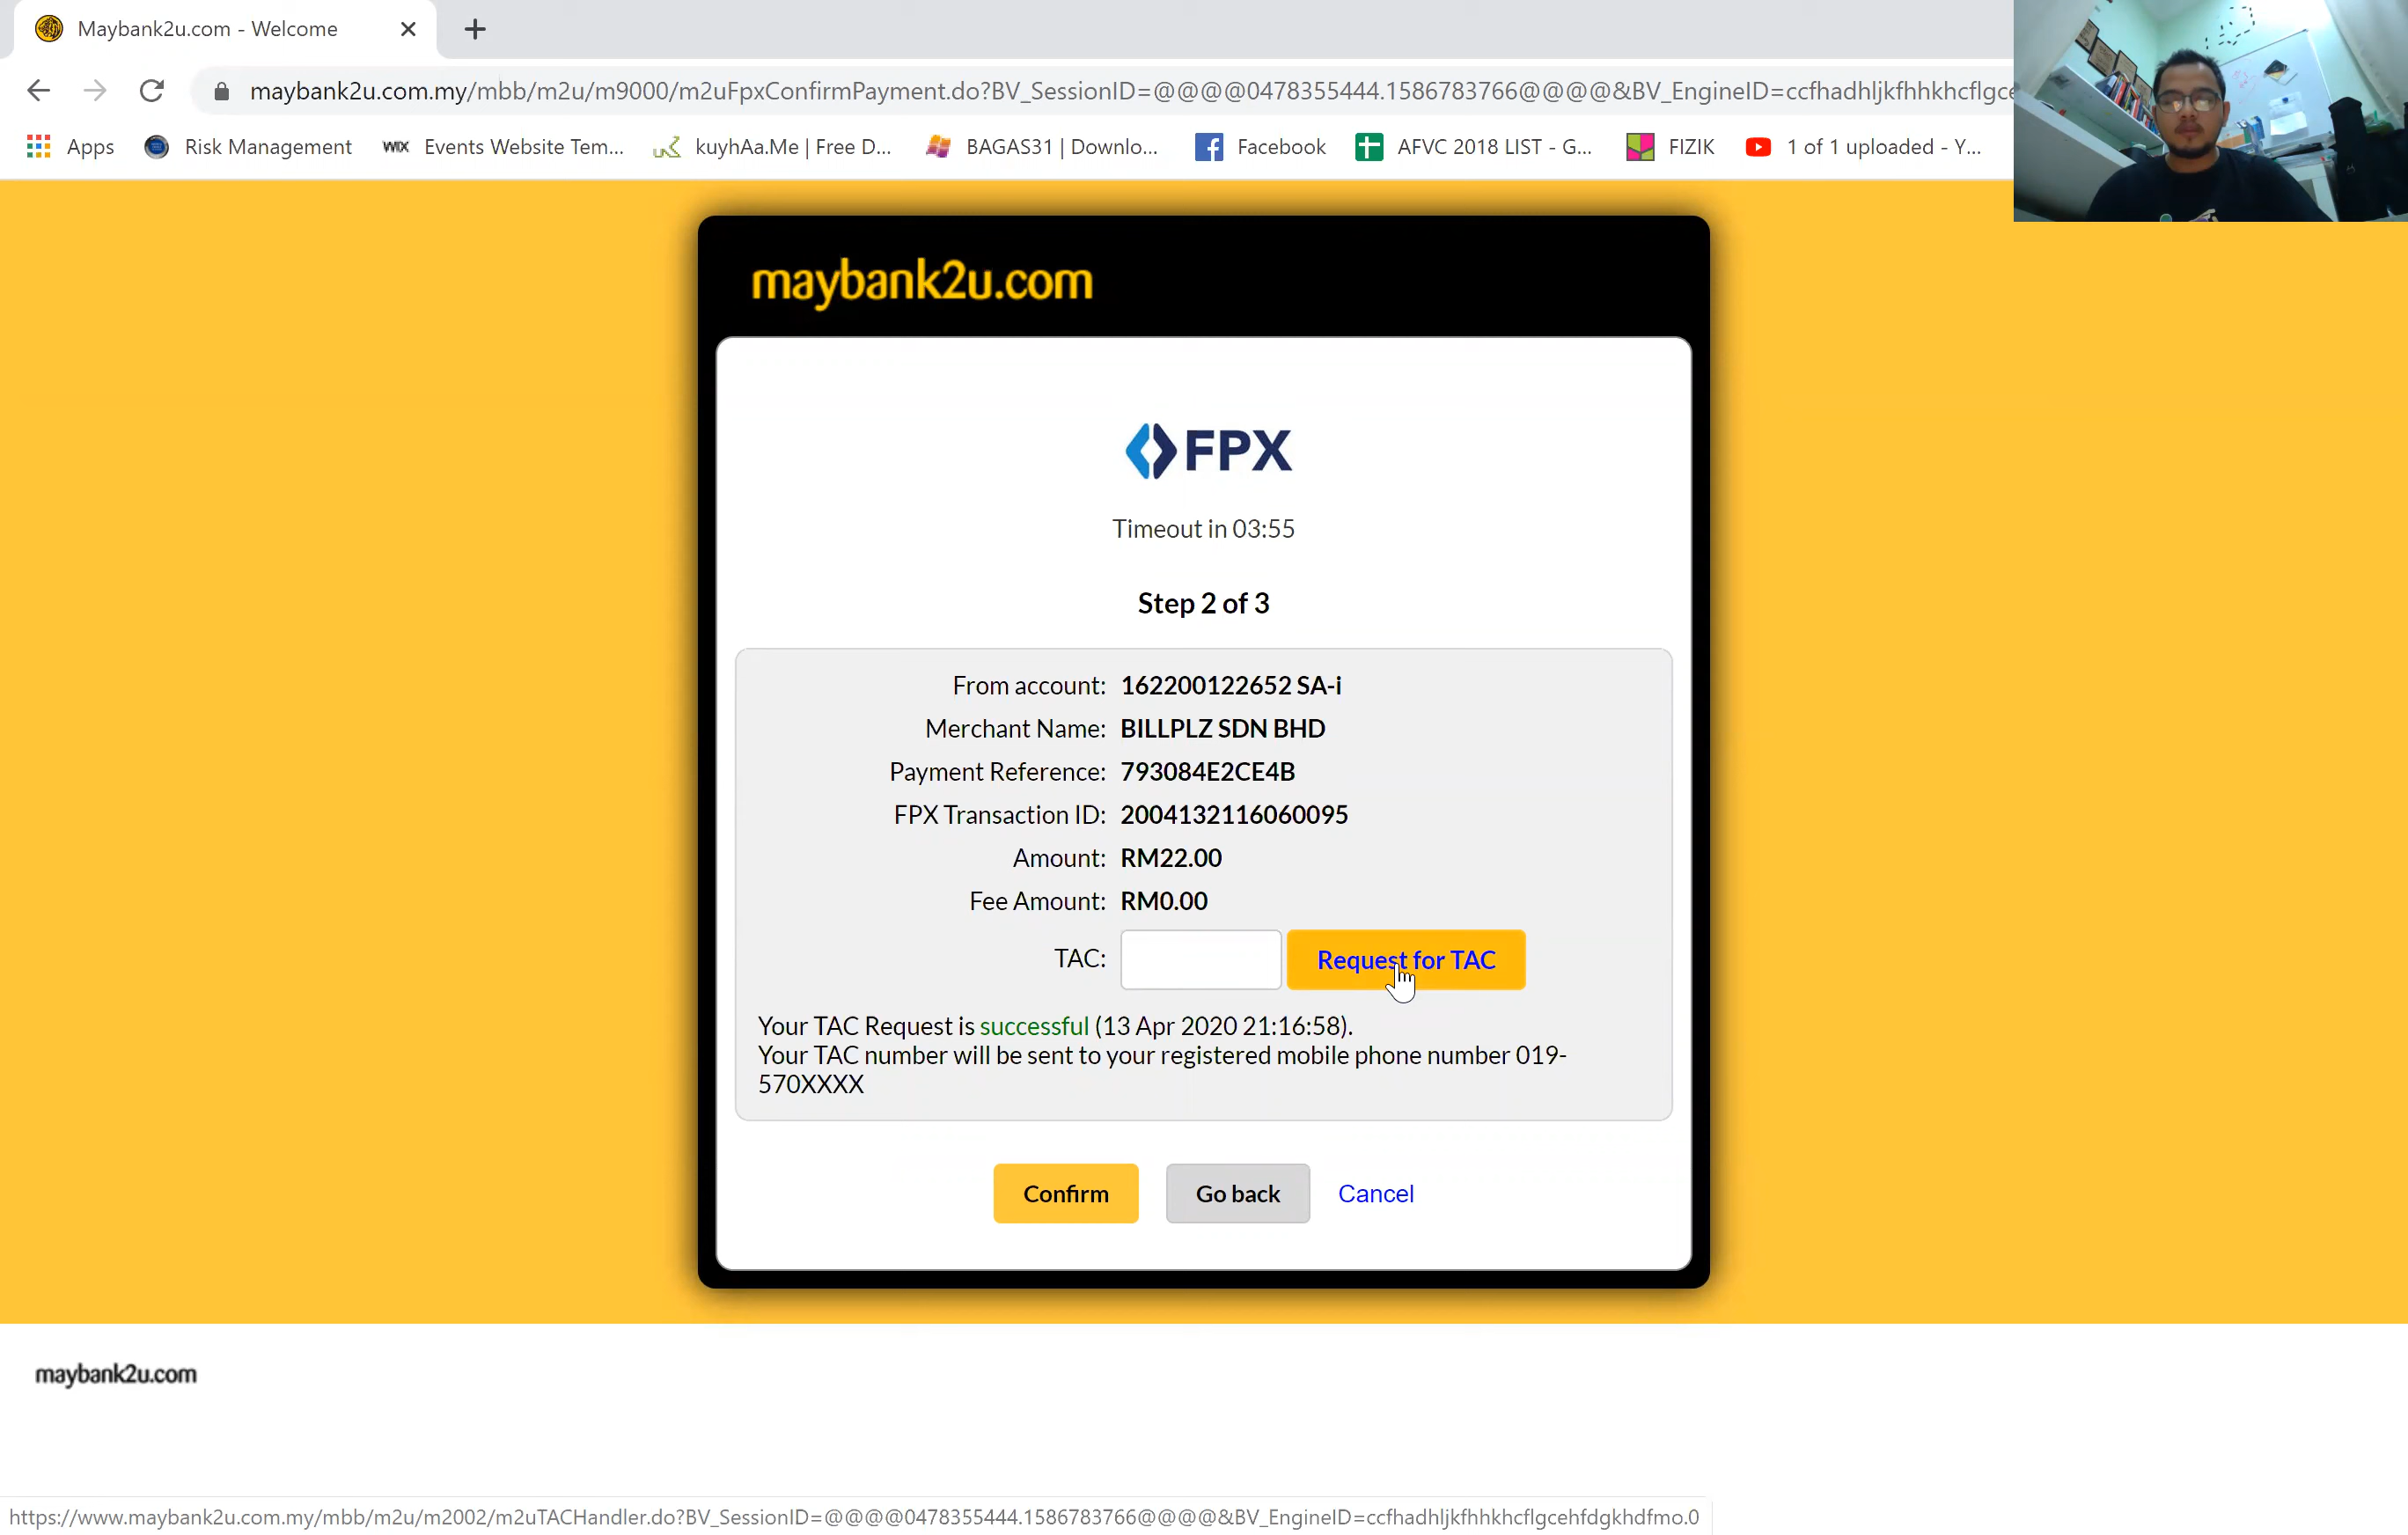 Maybank2u.com - Welcome
maybank2u.com.my/mbb/m2u/m9000/m2uFpxConfirmPayment.do?BV_SessionID=@@@@0478355444.1586783766@@@@&BV_EngineID=ccfhadhljkfhhkhcflgce
Apps Risk Management WIX Events Website Tem... kuyhAa.Me | Free D... BAGAS31 | Downlo... Facebook AFVC 2018 LIST - G... FIZIK 1 of 1 uploaded - Y...
maybank2u.com
FPX
Timeout in 03:55
Step 2 of 3
From account: 162200122652 SA-i
Merchant Name: BILLPLZ SDN BHD
Payment Reference: 793084E2CE4B
FPX Transaction ID: 2004132116060095
Amount: RM22.00
Fee Amount: RM0.00
TAC: Request for TAC
Your TAC Request is successful (13 Apr 2020 21:16:58).
Your TAC number will be sent to your registered mobile phone number 019-
570XXXX
Confirm Go back Cancel
maybank2u.com
https://www.maybank2u.com.my/mbb/m2u/m2002/m2uTACHandler.do?BV_SessionID=@@@@0478355444.1586783766@@@@&BV_EngineID=ccfhadhljkfhhkhcflgcehfdgkhdfmo.0